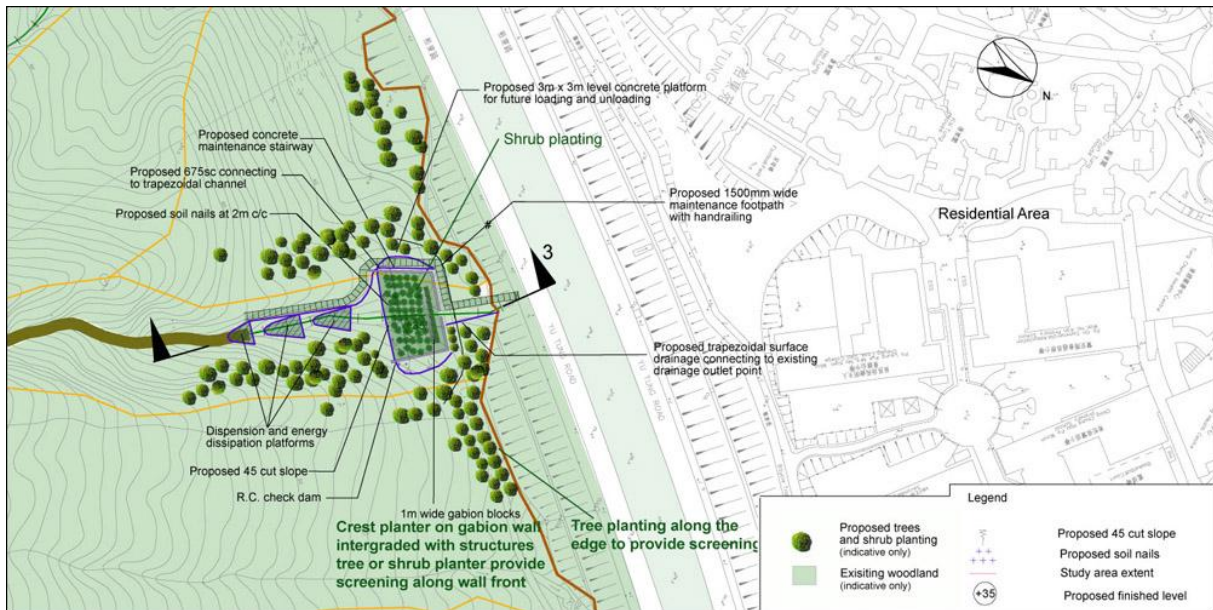 Proposed 3m x 3m level concrete platform
for future loading and unloading
Proposed concrete
maintenance stairway
Shrub planting
Proposed 675sc connecting
to trapezoidal channel
Proposed soil nails at 2m c/c
Proposed 1500mm wide
maintenance footpath
with handrailing
#
3
N
Residential Area
YU TUNG ROAD
YU TUNG ROAD
Proposed trapezoidal surface
drainage connecting to existing
drainage outlet point
Dispension and energy
dissipation platforms
Proposed 45 cut slope
R.C. check dam
1m wide gabion blocks
Crest planter on gabion wall
intergraded with structures
tree or shrub planter provide
screening along wall front
Tree planting along the
edge to provide screening
Legend
Proposed trees
and shrub planting
(indicative only)
Exisiting woodland
(indicative only)
Proposed 45 cut slope
Proposed soil nails
Study area extent
+35
Proposed finished level